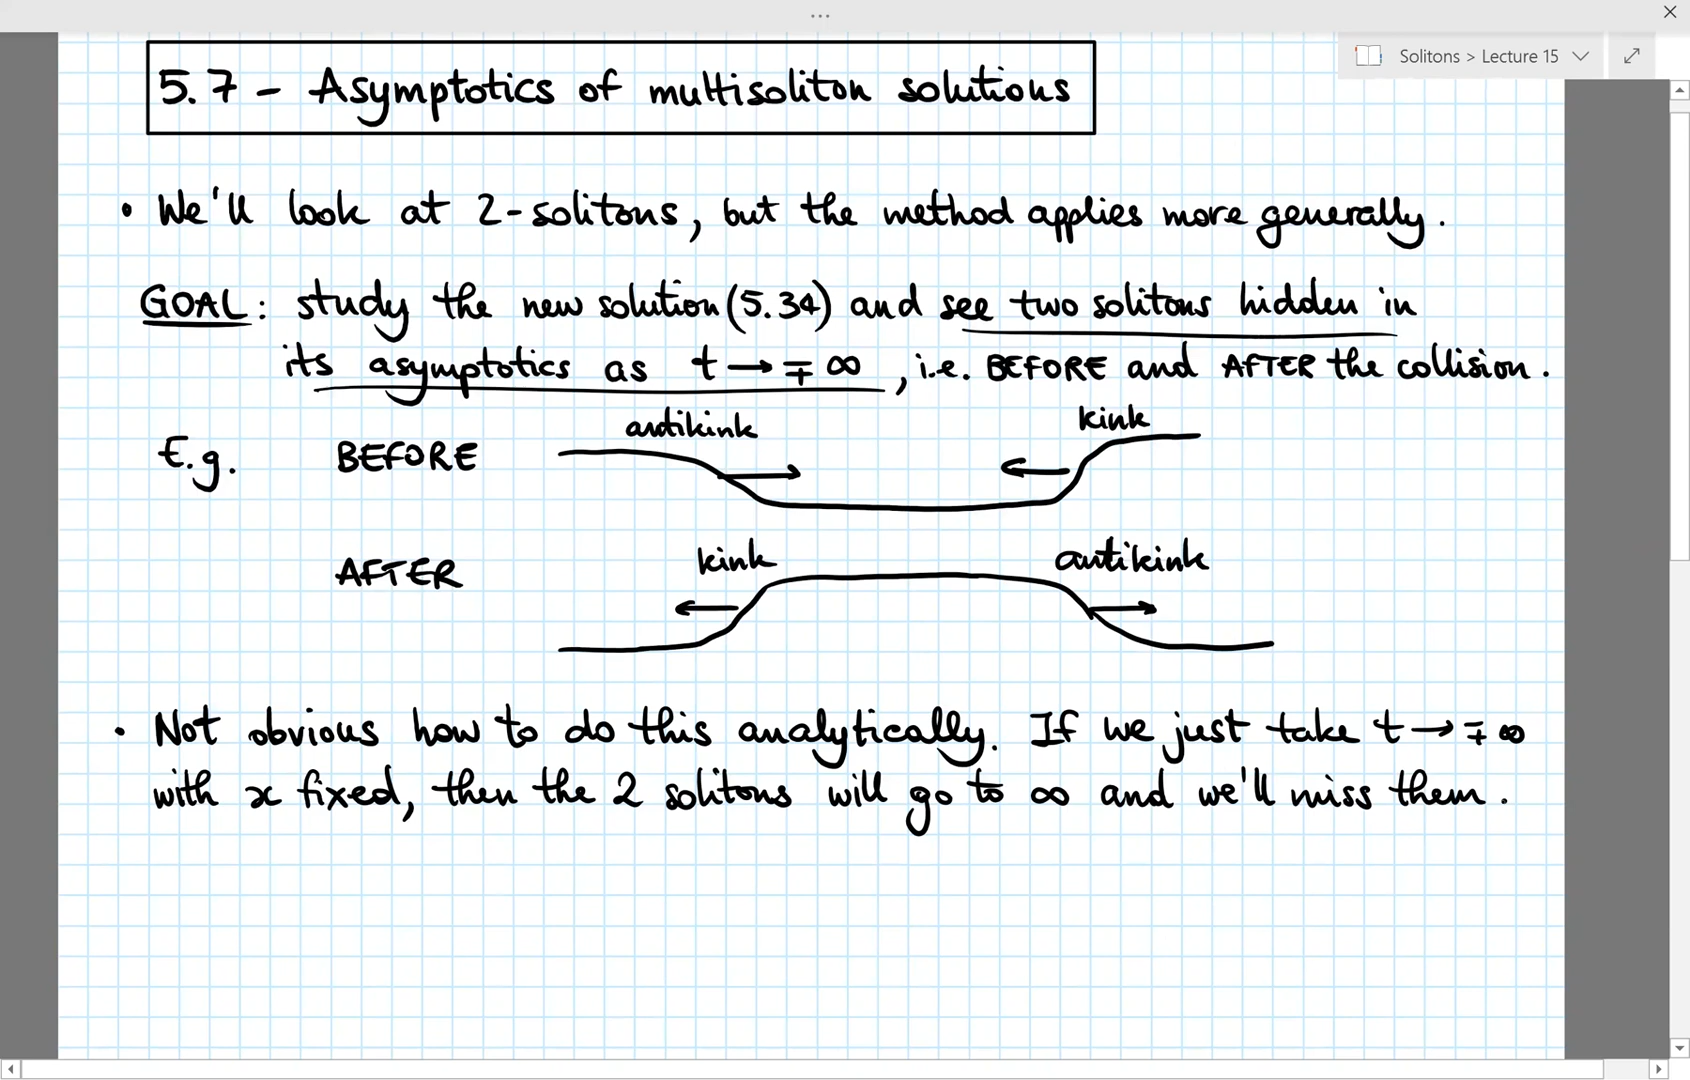 Solitons > Lecture 15
5.7 - Asymptotics of multisoliton solutions
• We'll look at 2-solitons, but the method applies more generally.
GOAL: study the new solution (5.34) and see two solitons hidden in
its asymptotics as t → ∓∞, i.e. BEFORE and AFTER the collision.
antikink kink
E.g. BEFORE
kink antikink
AFTER
• Not obvious how to do this analytically. If we just take t → ∓∞
with x fixed, then the 2 solitons will go to ∞ and we'll miss them.